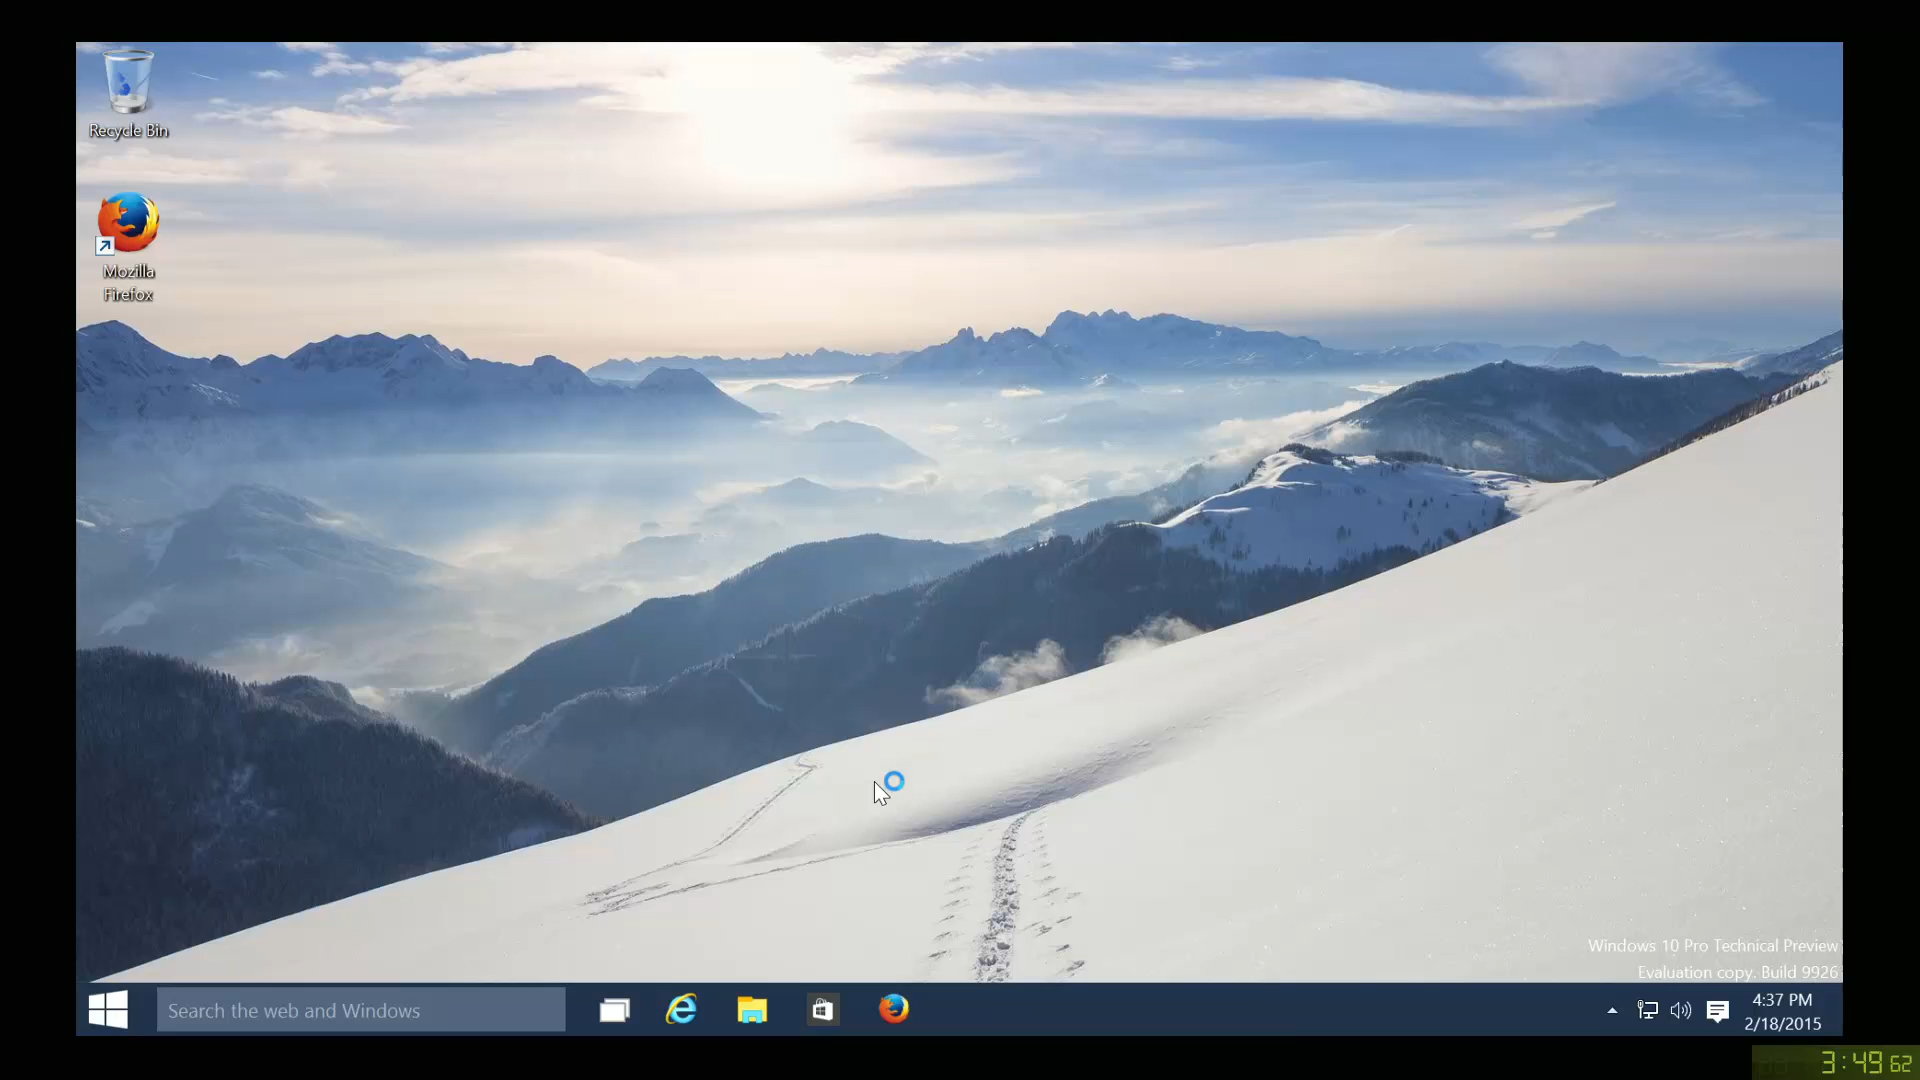 Recycle Bin
Mozilla
Firefox
Windows 10 Pro Technical Preview
Evaluation copy. Build 9926
Search the web and Windows
4:37 PM
2/18/2015
3:49 62